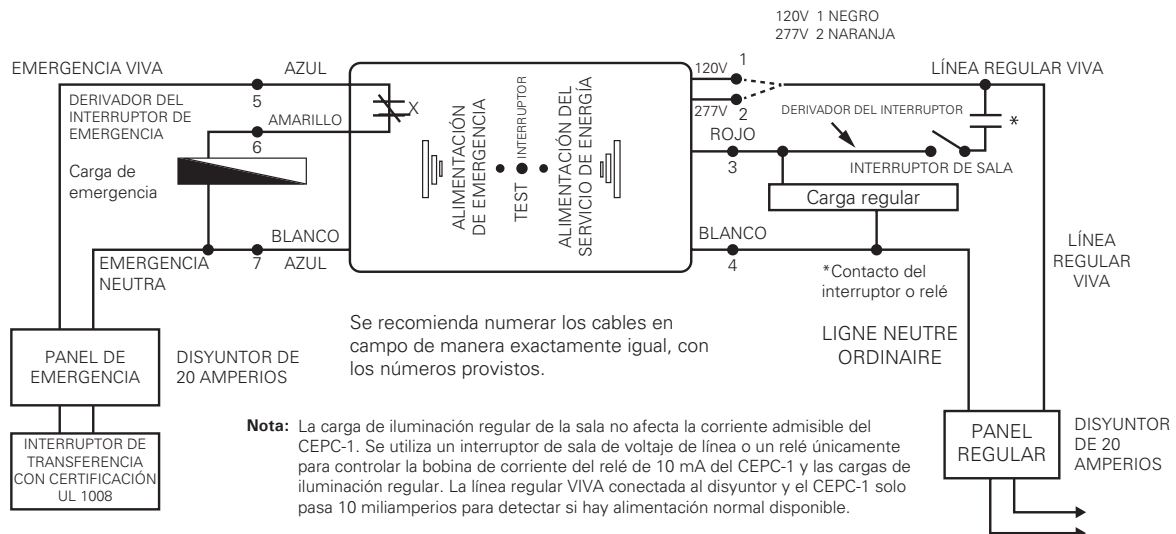 120V 1 NEGRO
277V 2 NARANJA
EMERGENCIA VIVA
AZUL
5
DERIVADOR DEL
INTERRUPTOR DE
EMERGENCIA
AMARILLO
6
X
Carga de
emergencia
BLANCO
7
AZUL
EMERGENCIA
NEUTRA
ALIMENTACIÓN
DE EMERGENCIA
TEST • INTERRUPTOR
ALIMENTACIÓN DEL
SERVICIO DE ENERGÍA
120V
1
277V
2
LÍNEA REGULAR VIVA
DERIVADOR DEL INTERRUPTOR
*
ROJO
3
INTERRUPTOR DE SALA
Carga regular
BLANCO
4
*Contacto del
interruptor o relé
LÍNEA
REGULAR
VIVA
LIGNE NEUTRE
ORDINAIRE
Se recomienda numerar los cables en
campo de manera exactamente igual, con
los números provistos.
PANEL DE
EMERGENCIA
DISYUNTOR DE
20 AMPERIOS
INTERRUPTOR DE
TRANSFERENCIA
CON CERTIFICACIÓN
UL 1008
Nota: La carga de iluminación regular de la sala no afecta la corriente admisible del
CEPC-1. Se utiliza un interruptor de sala de voltaje de línea o un relé únicamente
para controlar la bobina de corriente del relé de 10 mA del CEPC-1 y las cargas de
iluminación regular. La línea regular VIVA conectada al disyuntor y el CEPC-1 solo
pasa 10 miliamperios para detectar si hay alimentación normal disponible.
PANEL
REGULAR
DISYUNTOR
DE 20
AMPERIOS